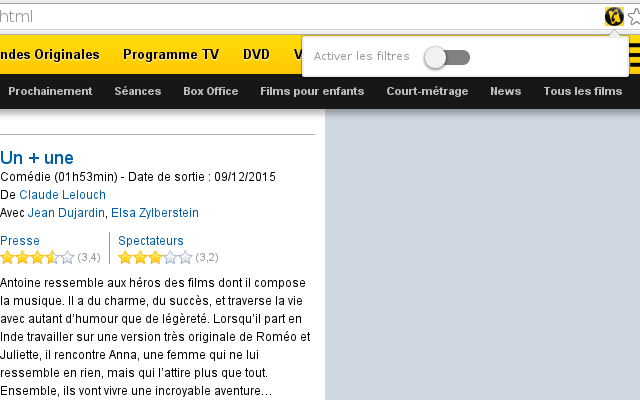 html
ndes Originales Programme TV DVD V
Activer les filtres
Prochainement Séances Box Office Films pour enfants Court-métrage News Tous les films
Un + une
Comédie (01h53min) - Date de sortie : 09/12/2015
De Claude Lelouch
Avec Jean Dujardin, Elsa Zylberstein
Presse Spectateurs
(3,4) (3,2)
Antoine ressemble aux héros des films dont il compose
la musique. Il a du charme, du succès, et traverse la vie
avec autant d'humour que de légèreté. Lorsqu'il part en
Inde travailler sur une version très originale de Roméo et
Juliette, il rencontre Anna, une femme qui ne lui
ressemble en rien, mais qui l'attire plus que tout.
Ensemble, ils vont vivre une incroyable aventure…